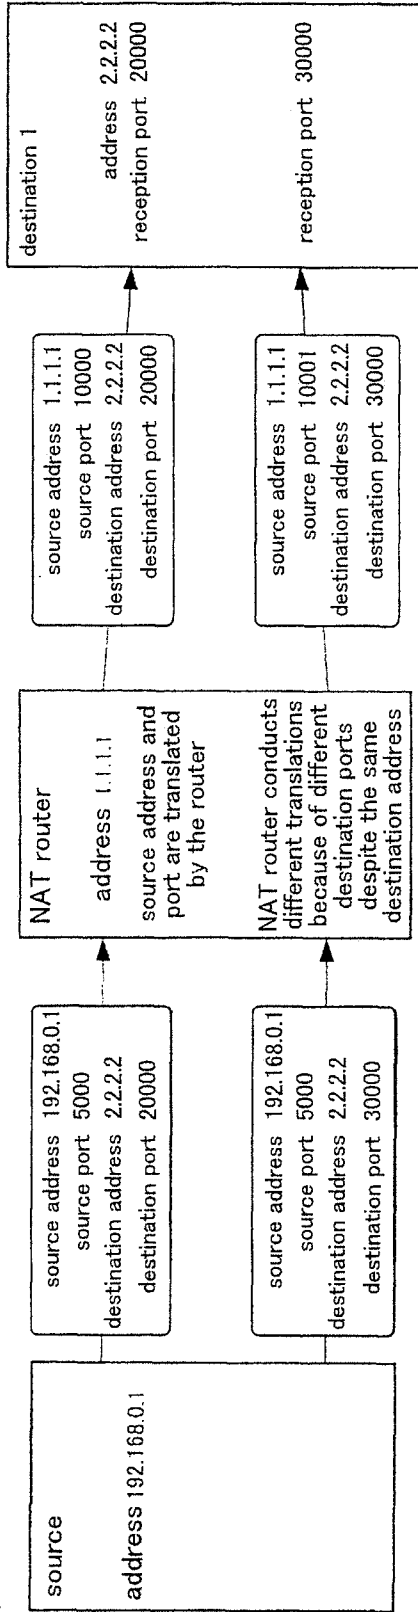 source
address 192.168.0.1
source address 192.168.0.1
source port 5000
destination address 2.2.2.2
destination port 20000
source address 192.168.0.1
source port 5000
destination address 2.2.2.2
destination port 30000
NAT router
address 1.1.1.1
source address and
port are translated
by the router
NAT router conducts
different translations
because of different
destination ports
despite the same
destination address
source address 1.1.1.1
source port 10000
destination address 2.2.2.2
destination port 20000
source address 1.1.1.1
source port 10001
destination address 2.2.2.2
destination port 30000
destination 1
address 2.2.2.2
reception port 20000
reception port 30000